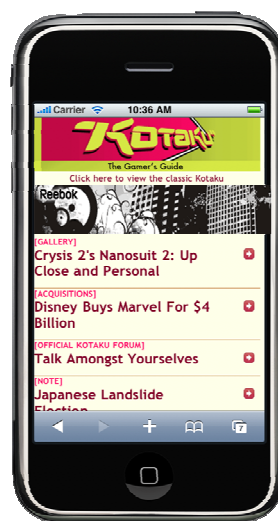 Carrier 10:36 AM
KOTAKU
The Gamer's Guide
Click here to view the classic Kotaku
Reebok
[GALLERY]
Crysis 2's Nanosuit 2: Up
Close and Personal
[ACQUISITIONS]
Disney Buys Marvel For $4
Billion
[OFFICIAL KOTAKU FORUM]
Talk Amongst Yourselves
[NOTE]
Japanese Landslide
Election
7